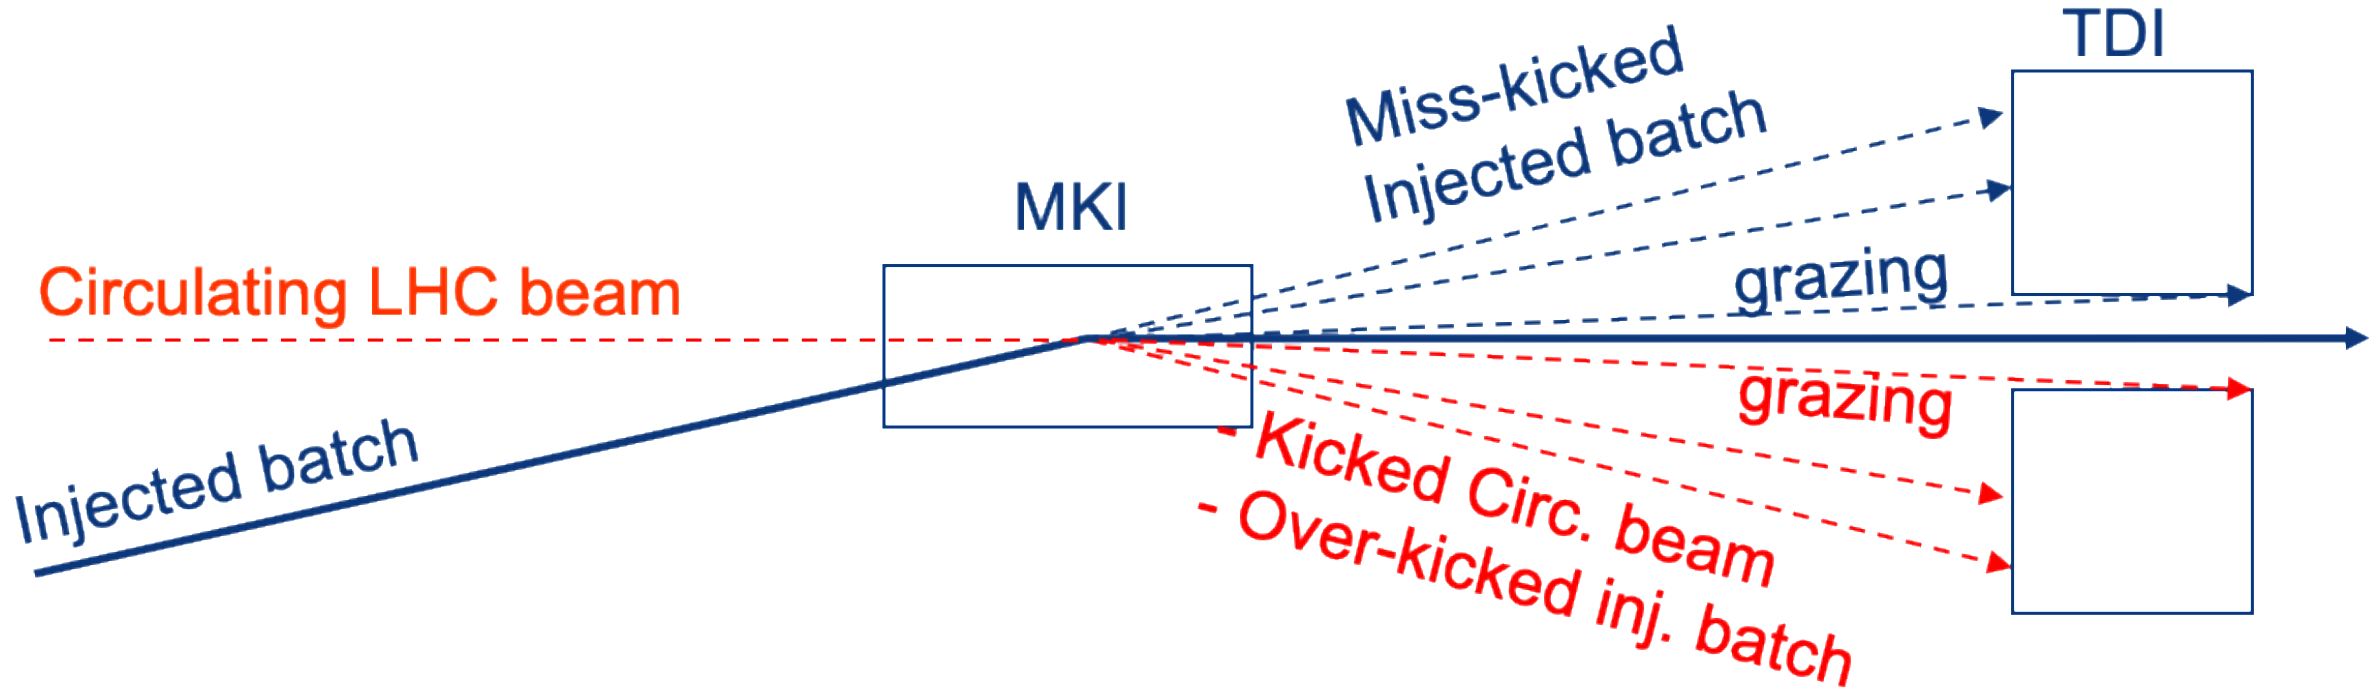 TDI
Miss-kicked
Injected batch
MKI
grazing
Circulating LHC beam
grazing
Injected batch
- Kicked Circ. beam
- Over-kicked inj. batch